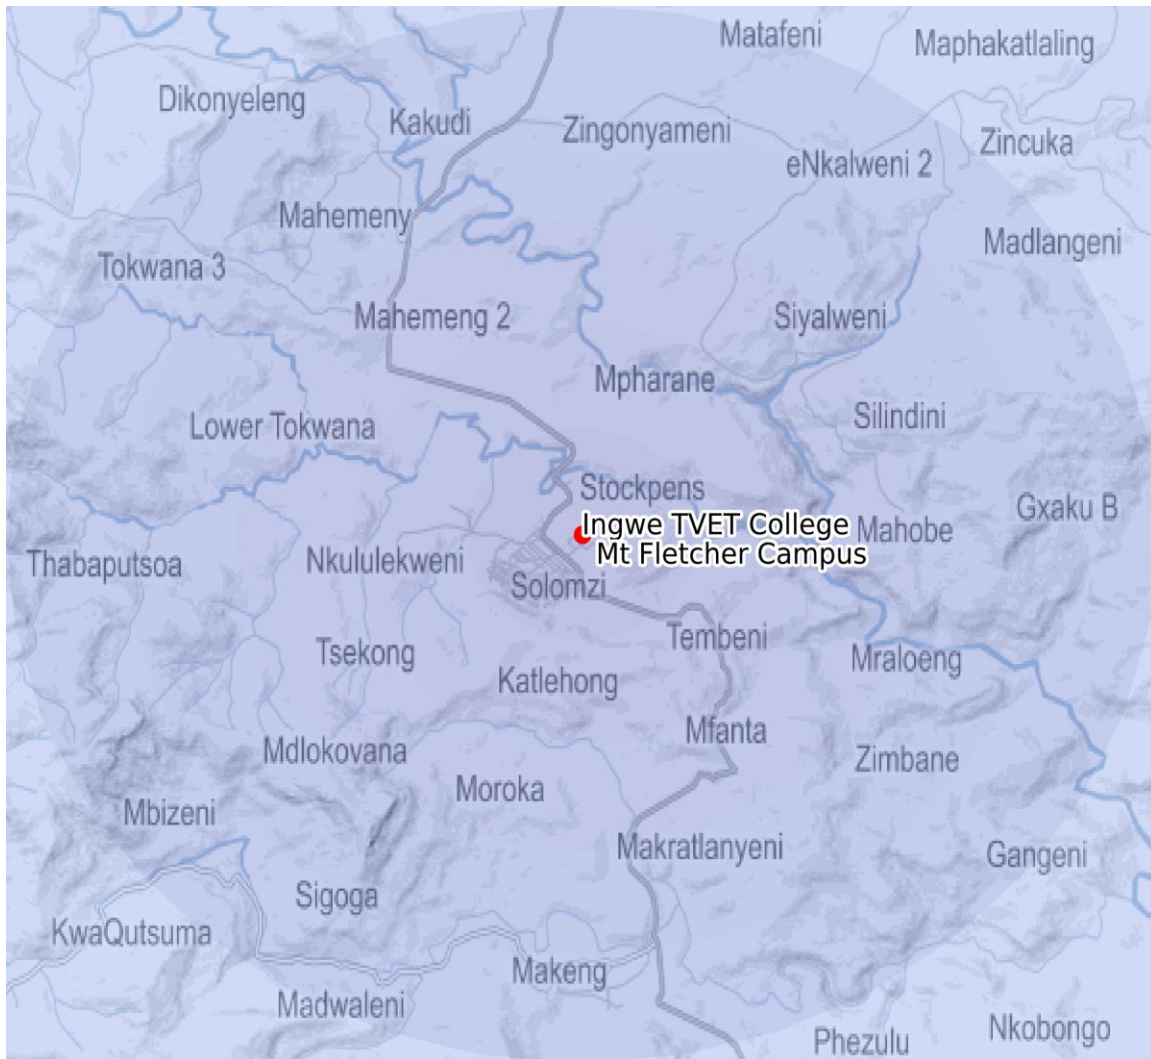 Matafeni
Maphakatlaling
Dikonyeleng
Kakudi
Zingonyameni
Zincuka
eNkalweni 2
Mahemeny
Madlangeni
Tokwana 3
Mahemeng 2
Siyalweni
Mpharane
Silindini
Lower Tokwana
Stockpens
Gxaku B
Ingwe TVET College
Mt Fletcher Campus
Mahobe
Thabaputsoa
Nkululekweni
Solomzi
Tembeni
Tsekong
Mraloeng
Katlehong
Mfanta
Mdlokovana
Zimbane
Moroka
Mbizeni
Makratlanyeni
Gangeni
Sigoga
KwaQutsuma
Makeng
Madwaleni
Phezulu
Nkobongo